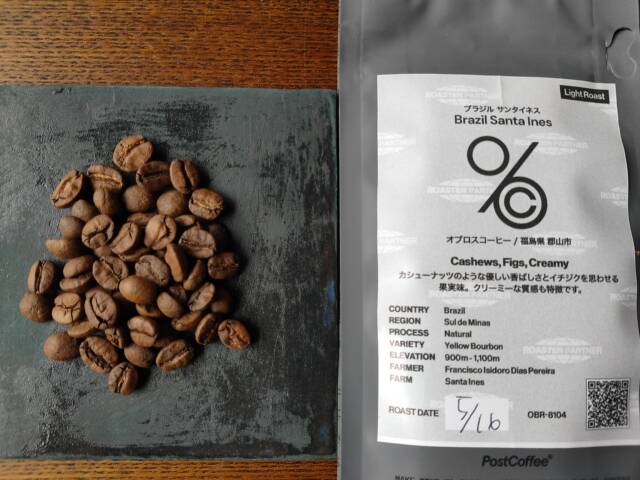 Light Roast
ブラジル サンタイネス
Brazil Santa Ines
%C
オブロスコーヒー / 福島県 郡山市
Cashews, Figs, Creamy
カシューナッツのような優しい香ばしさとイチジクを思わせる
果実味。クリーミーな質感も特徴です。
COUNTRY Brazil
REGION Sul de Minas
PROCESS Natural
VARIETY Yellow Bourbon
ELEVATION 900m - 1,100m
FARMER Francisco Isidoro Dias Pereira
FARM Santa Ines
ROAST DATE 5/16 OBR-8104
ROASTER PARTNER
PostCoffee®